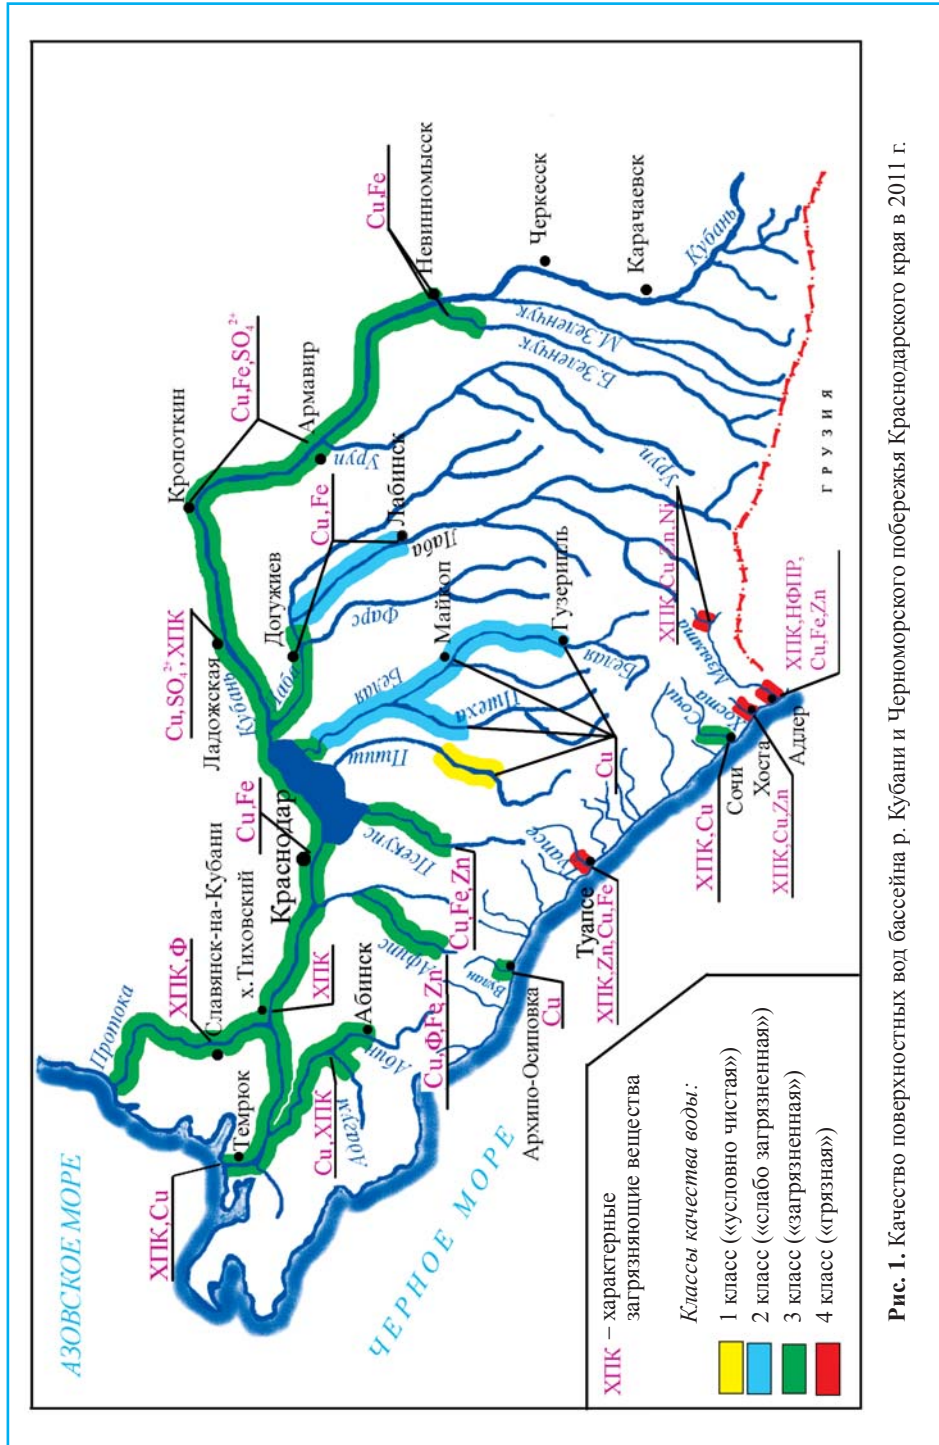 АЗОВСКОЕ МОРЕ
ЧЕРНОЕ МОРЕ
ГРУЗИЯ
ХПК,Cu
Темрюк
Протока
ХПК,Ф
Славянск-на-Кубани
х.Тиховский
ХПК
Cu,Fe
Краснодар
Cu,SO₄²⁺,ХПК
Ладожская
Кубань
Кропоткин
Cu,Fe,SO₄²⁺
Армавир
Cu,Fe
Невинномысск
Черкесск
Карачаевск
Кубань
М.Зеленчук
Б.Зеленчук
Уруп
Уруп
Догужиев
Лаба
Cu,Fe
Лабинск
Лаба
Фарс
Майкоп
Гузерипль
Белая
Белая
Пшеха
Пшиш
Cu
Псекупс
Cu,Fe,Zn
Афипс
Cu,Ф,Fe,Zn
Абинск
Абин
Адагум
Cu,ХПК
Вулан
Архипо-Осиповка
Cu
Туапсе
Туапсе
ХПК,Zn,Cu,Fe
ХПК,Cu,Zn,Ni
Мзымта
Сочи
Хоста
ХПК,Cu
Сочи
Хоста
Адлер
ХПК,Cu,Zn
ХПК,НФПР,
Cu,Fe,Zn
ХПК – характерные
загрязняющие вещества
Классы качества воды:
1 класс («условно чистая»)
2 класс («слабо загрязненная»)
3 класс («загрязненная»)
4 класс («грязная»)
Рис. 1. Качество поверхностных вод бассейна р. Кубани и Черноморского побережья Краснодарского края в 2011 г.